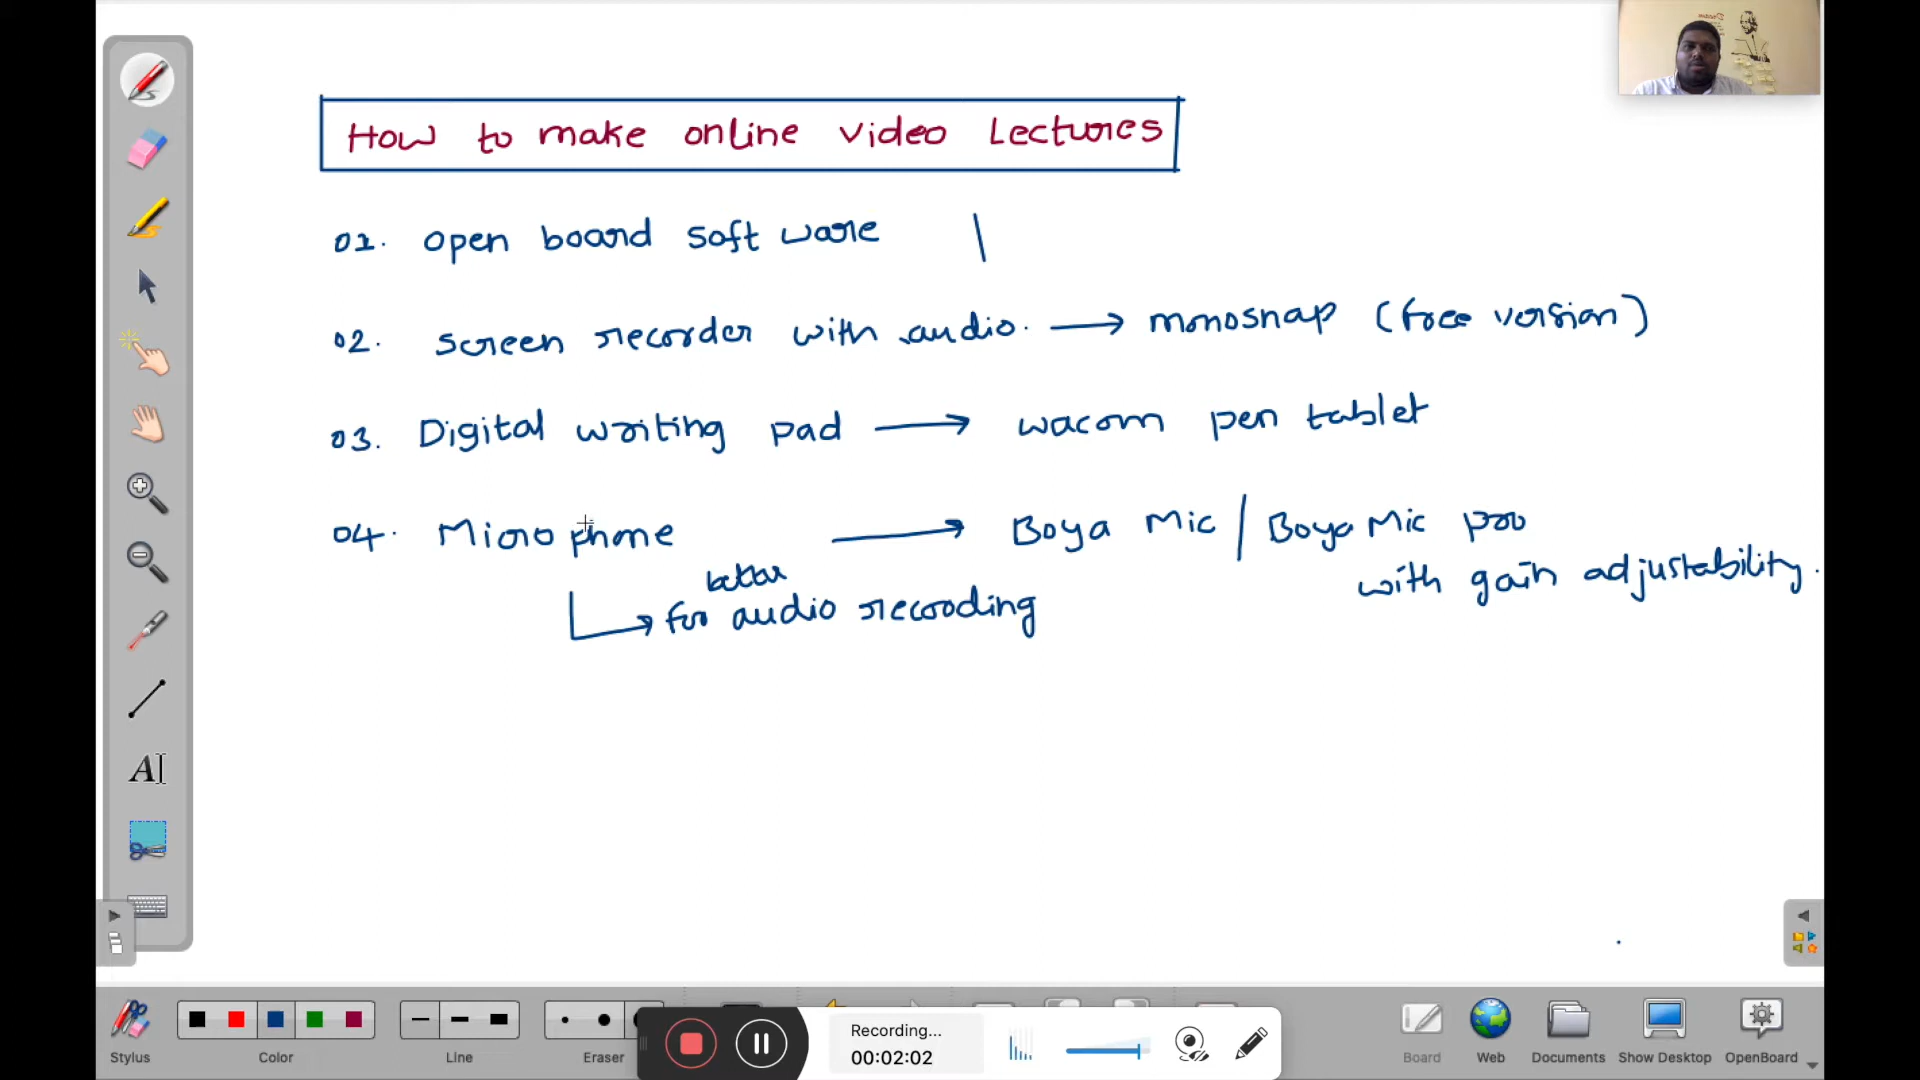 How to make online video Lectures
01. open board soft ware |
02. screen recorder with audio. → monosnap (free version)
03. Digital writing pad → wacom pen tablet
04. Microphone → Boya Mic | Boya Mic pro
with gain adjustability.
better
↳ for audio recording
Recording...
00:02:02
Stylus Color Line Eraser Board Web Documents Show Desktop OpenBoard